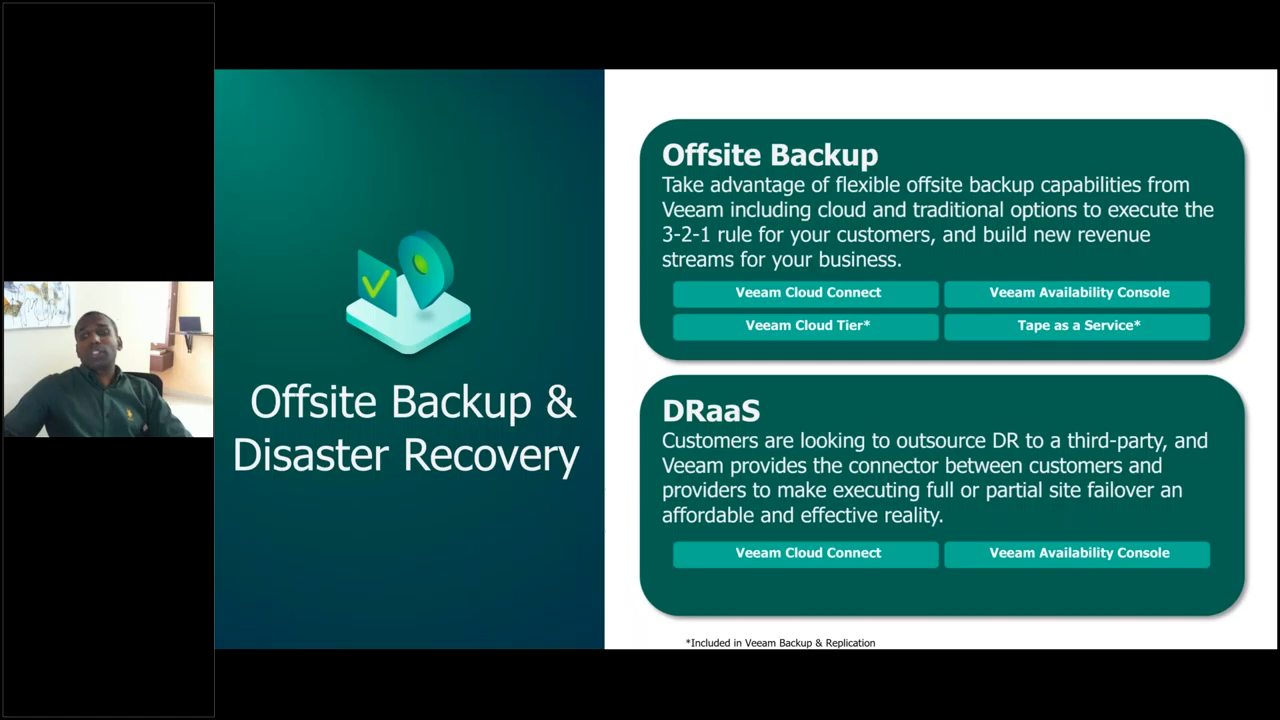 Offsite Backup &
Disaster Recovery
Offsite Backup
Take advantage of flexible offsite backup capabilities from
Veeam including cloud and traditional options to execute the
3-2-1 rule for your customers, and build new revenue
streams for your business.
Veeam Cloud Connect
Veeam Availability Console
Veeam Cloud Tier*
Tape as a Service*
DRaaS
Customers are looking to outsource DR to a third-party, and
Veeam provides the connector between customers and
providers to make executing full or partial site failover an
affordable and effective reality.
Veeam Cloud Connect
Veeam Availability Console
*Included in Veeam Backup & Replication